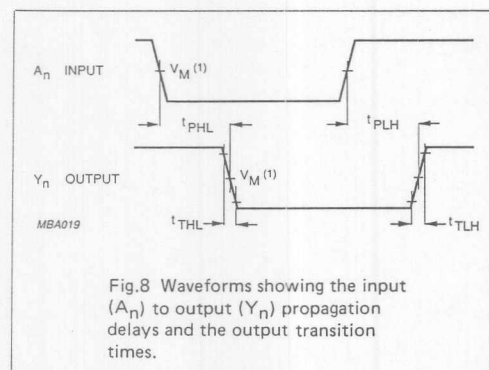 An INPUT
VM(1)
tPHL
tPLH
Yn OUTPUT
VM(1)
MBA019
tTHL
tTLH
Fig.8 Waveforms showing the input
(An) to output (Yn) propagation
delays and the output transition
times.